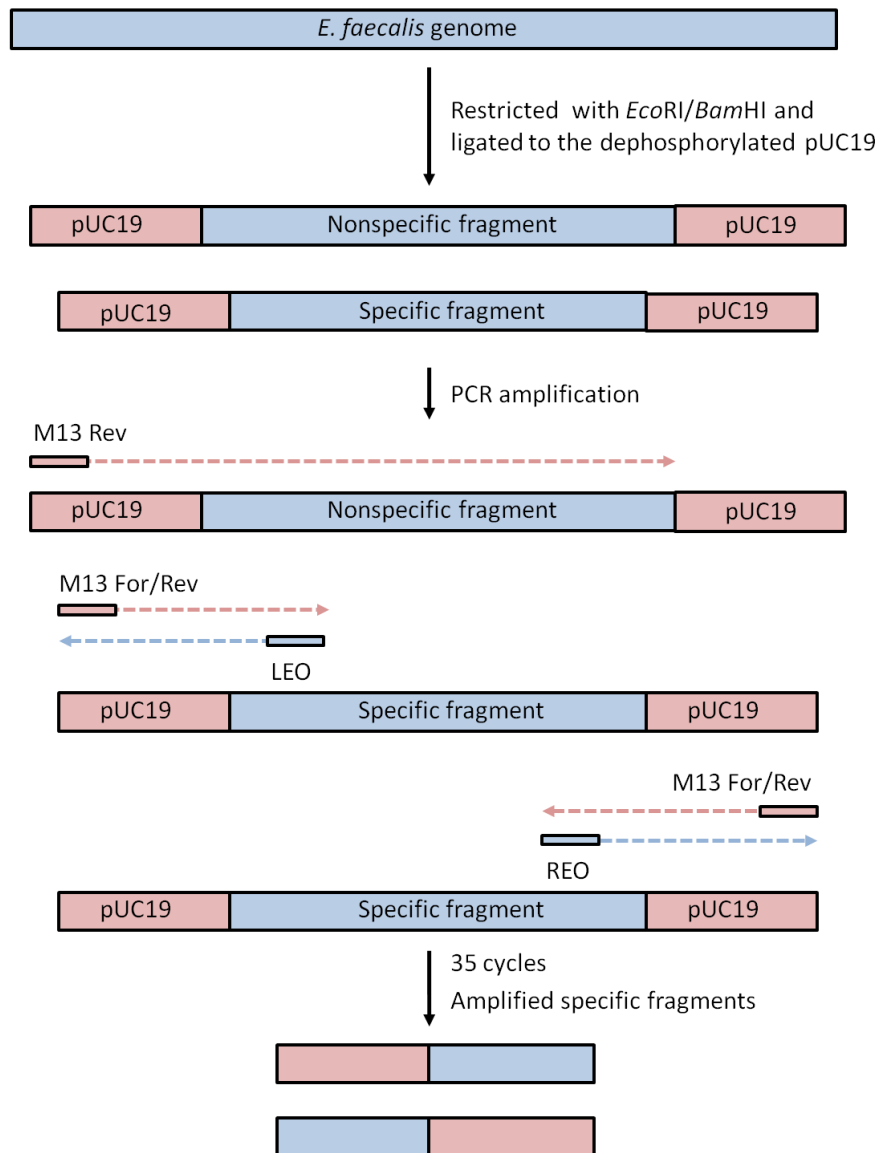 E. faecalis genome
Restricted with EcoRI/BamHI and
ligated to the dephosphorylated pUC19
pUC19 Nonspecific fragment pUC19
pUC19 Specific fragment pUC19
PCR amplification
M13 Rev
pUC19 Nonspecific fragment pUC19
M13 For/Rev
LEO
pUC19 Specific fragment pUC19
M13 For/Rev
REO
pUC19 Specific fragment pUC19
35 cycles
Amplified specific fragments